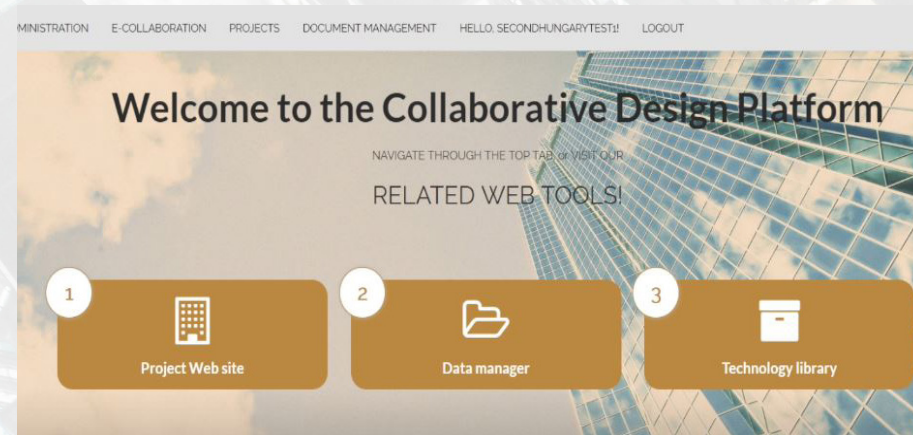 MINISTRATION E-COLLABORATION PROJECTS DOCUMENT MANAGEMENT HELLO, SECONDHUNGARYTEST1! LOGOUT
Welcome to the Collaborative Design Platform
NAVIGATE THROUGH THE TOP TAB, or VISIT OUR
RELATED WEB TOOLS!
1 2 3
Project Web site Data manager Technology library